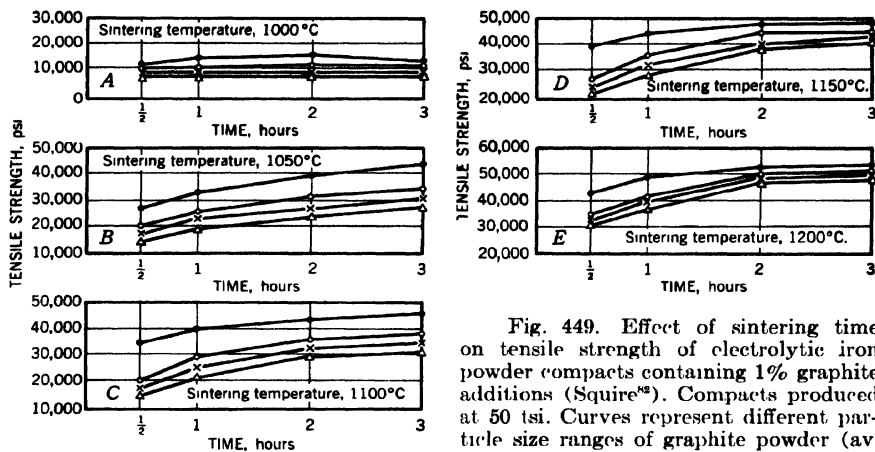 TENSILE STRENGTH, psi
30,000
20,000
10,000
0
Sintering temperature, 1000°C
A
½ 1 2 3
TIME, hours
50,000
40,000
30,000
20,000
10,000
Sintering temperature, 1050°C
B
½ 1 2 3
TIME, hours
50,000
40,000
30,000
20,000
10,000
C
Sintering temperature, 1100°C
½ 1 2 3
TIME, hours
TENSILE STRENGTH, psi
50,000
40,000
30,000
20,000
D
Sintering temperature, 1150°C.
½ 1 2 3
TIME, hours
60,000
50,000
40,000
30,000
20,000
E
Sintering temperature, 1200°C.
½ 1 2 3
TIME, hours
Fig. 449. Effect of sintering time
on tensile strength of electrolytic iron
powder compacts containing 1% graphite
additions (Squire). Compacts produced
at 50 tsi. Curves represent different par-
ticle size ranges of graphite powder (av